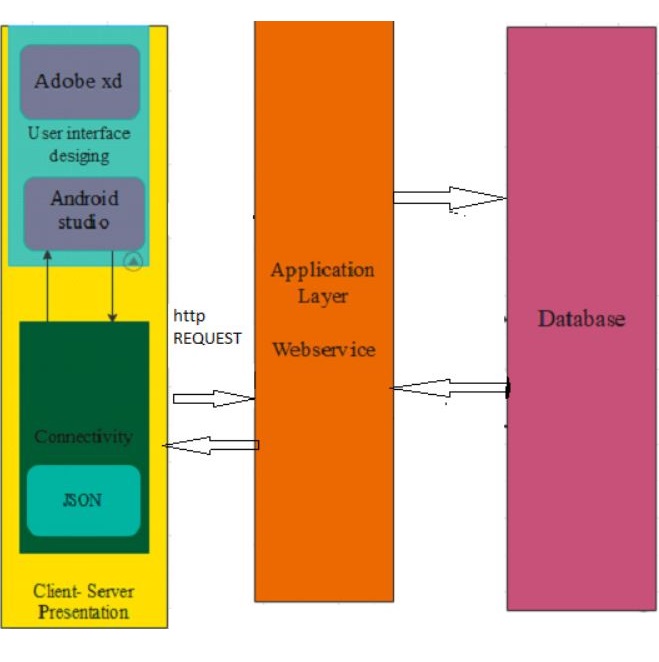 Adobe xd
User interface
desiging
Android
studio
Connectivity
JSON
Client- Server
Presentation
http
REQUEST
Application
Layer
Webservice
Database